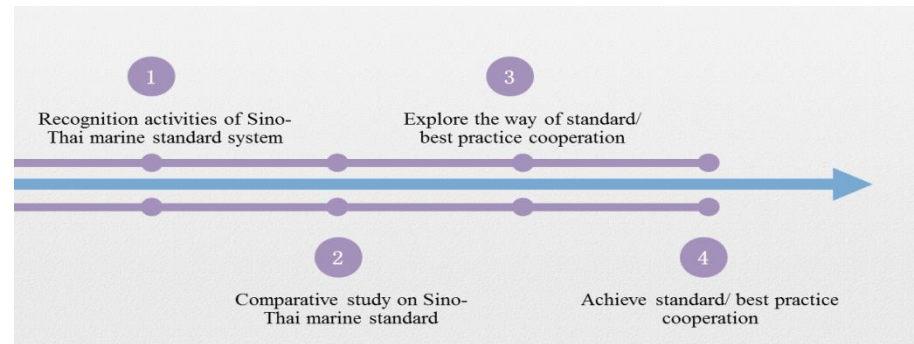 1
Recognition activities of Sino-
Thai marine standard system
3
Explore the way of standard/
best practice cooperation
2
Comparative study on Sino-
Thai marine standard
4
Achieve standard/ best practice
cooperation